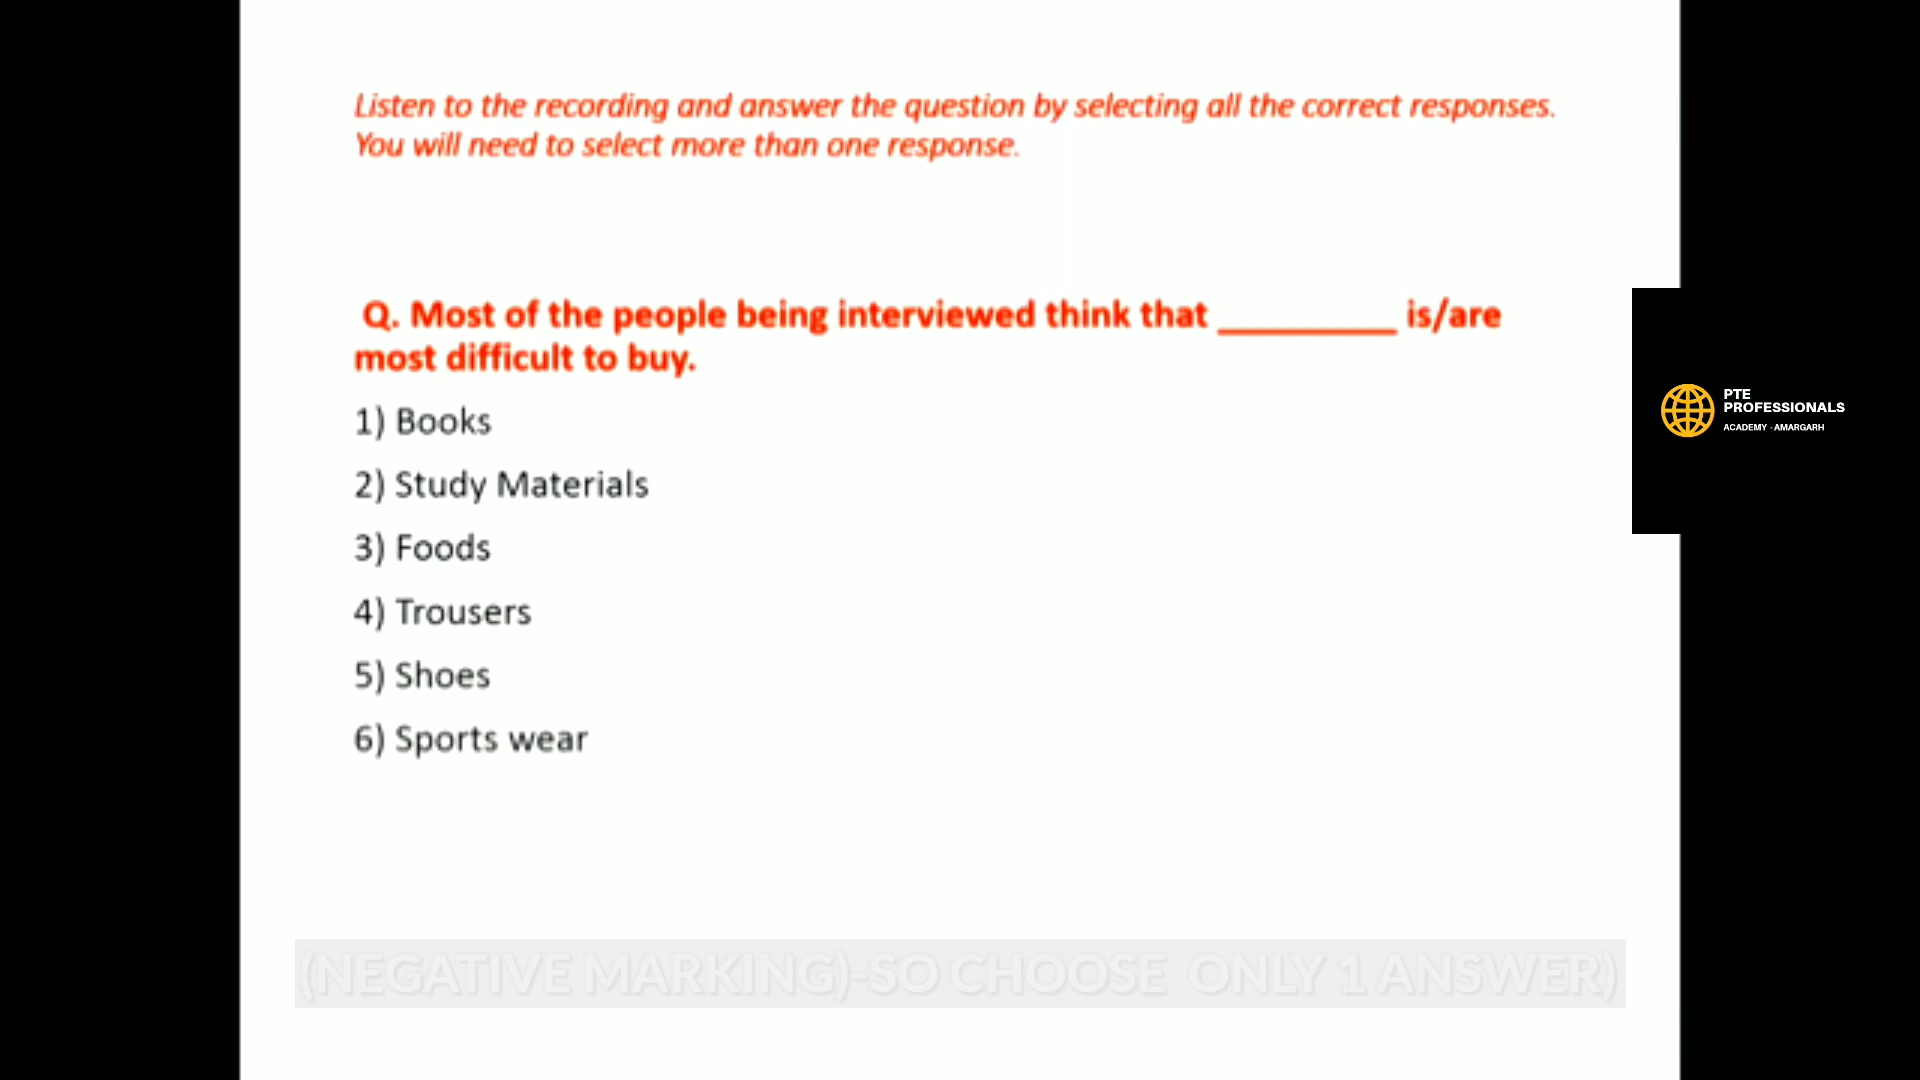 Listen to the recording and answer the question by selecting all the correct responses.
You will need to select more than one response.
Q. Most of the people being interviewed think that __________ is/are
most difficult to buy.
1) Books
2) Study Materials
3) Foods
4) Trousers
5) Shoes
6) Sports wear
PTE
PROFESSIONALS
ACADEMY - AMARGARH
(NEGATIVE MARKING)-SO CHOOSE ONLY 1 ANSWER)